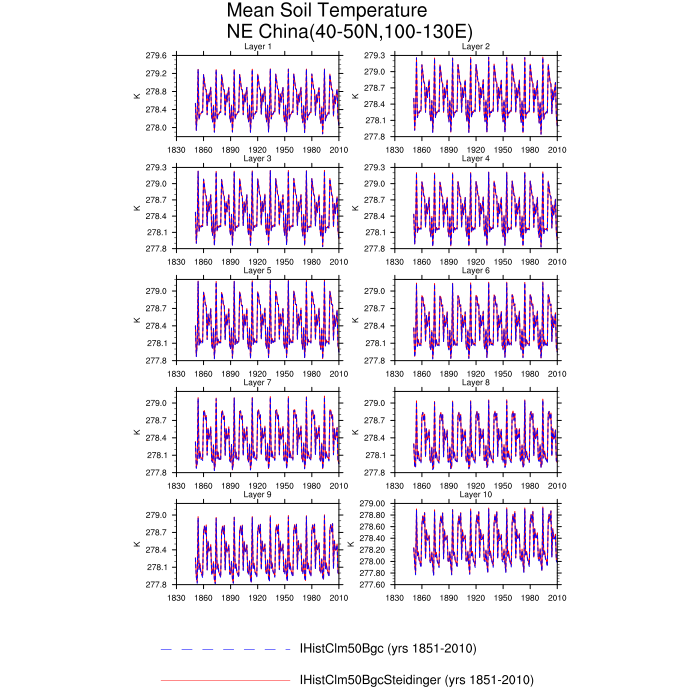 Mean Soil Temperature
NE China(40-50N,100-130E)
Layer 1
Layer 2
279.6
279.2
278.8
278.4
278.0
K
1830 1860 1890 1920 1950 1980 2010
279.3
279.0
278.7
278.4
278.1
277.8
K
1830 1860 1890 1920 1950 1980 2010
Layer 3
Layer 4
279.3
279.0
278.7
278.4
278.1
277.8
K
1830 1860 1890 1920 1950 1980 2010
279.3
279.0
278.7
278.4
278.1
277.8
K
1830 1860 1890 1920 1950 1980 2010
Layer 5
Layer 6
279.0
278.7
278.4
278.1
277.8
K
1830 1860 1890 1920 1950 1980 2010
279.0
278.7
278.4
278.1
277.8
K
1830 1860 1890 1920 1950 1980 2010
Layer 7
Layer 8
279.0
278.7
278.4
278.1
277.8
K
1830 1860 1890 1920 1950 1980 2010
279.0
278.7
278.4
278.1
277.8
K
1830 1860 1890 1920 1950 1980 2010
Layer 9
Layer 10
279.0
278.7
278.4
278.1
277.8
K
1830 1860 1890 1920 1950 1980 2010
279.00
278.80
278.60
278.40
278.20
278.00
277.80
277.60
K
1830 1860 1890 1920 1950 1980 2010
IHistClm50Bgc (yrs 1851-2010)
IHistClm50BgcSteidinger (yrs 1851-2010)